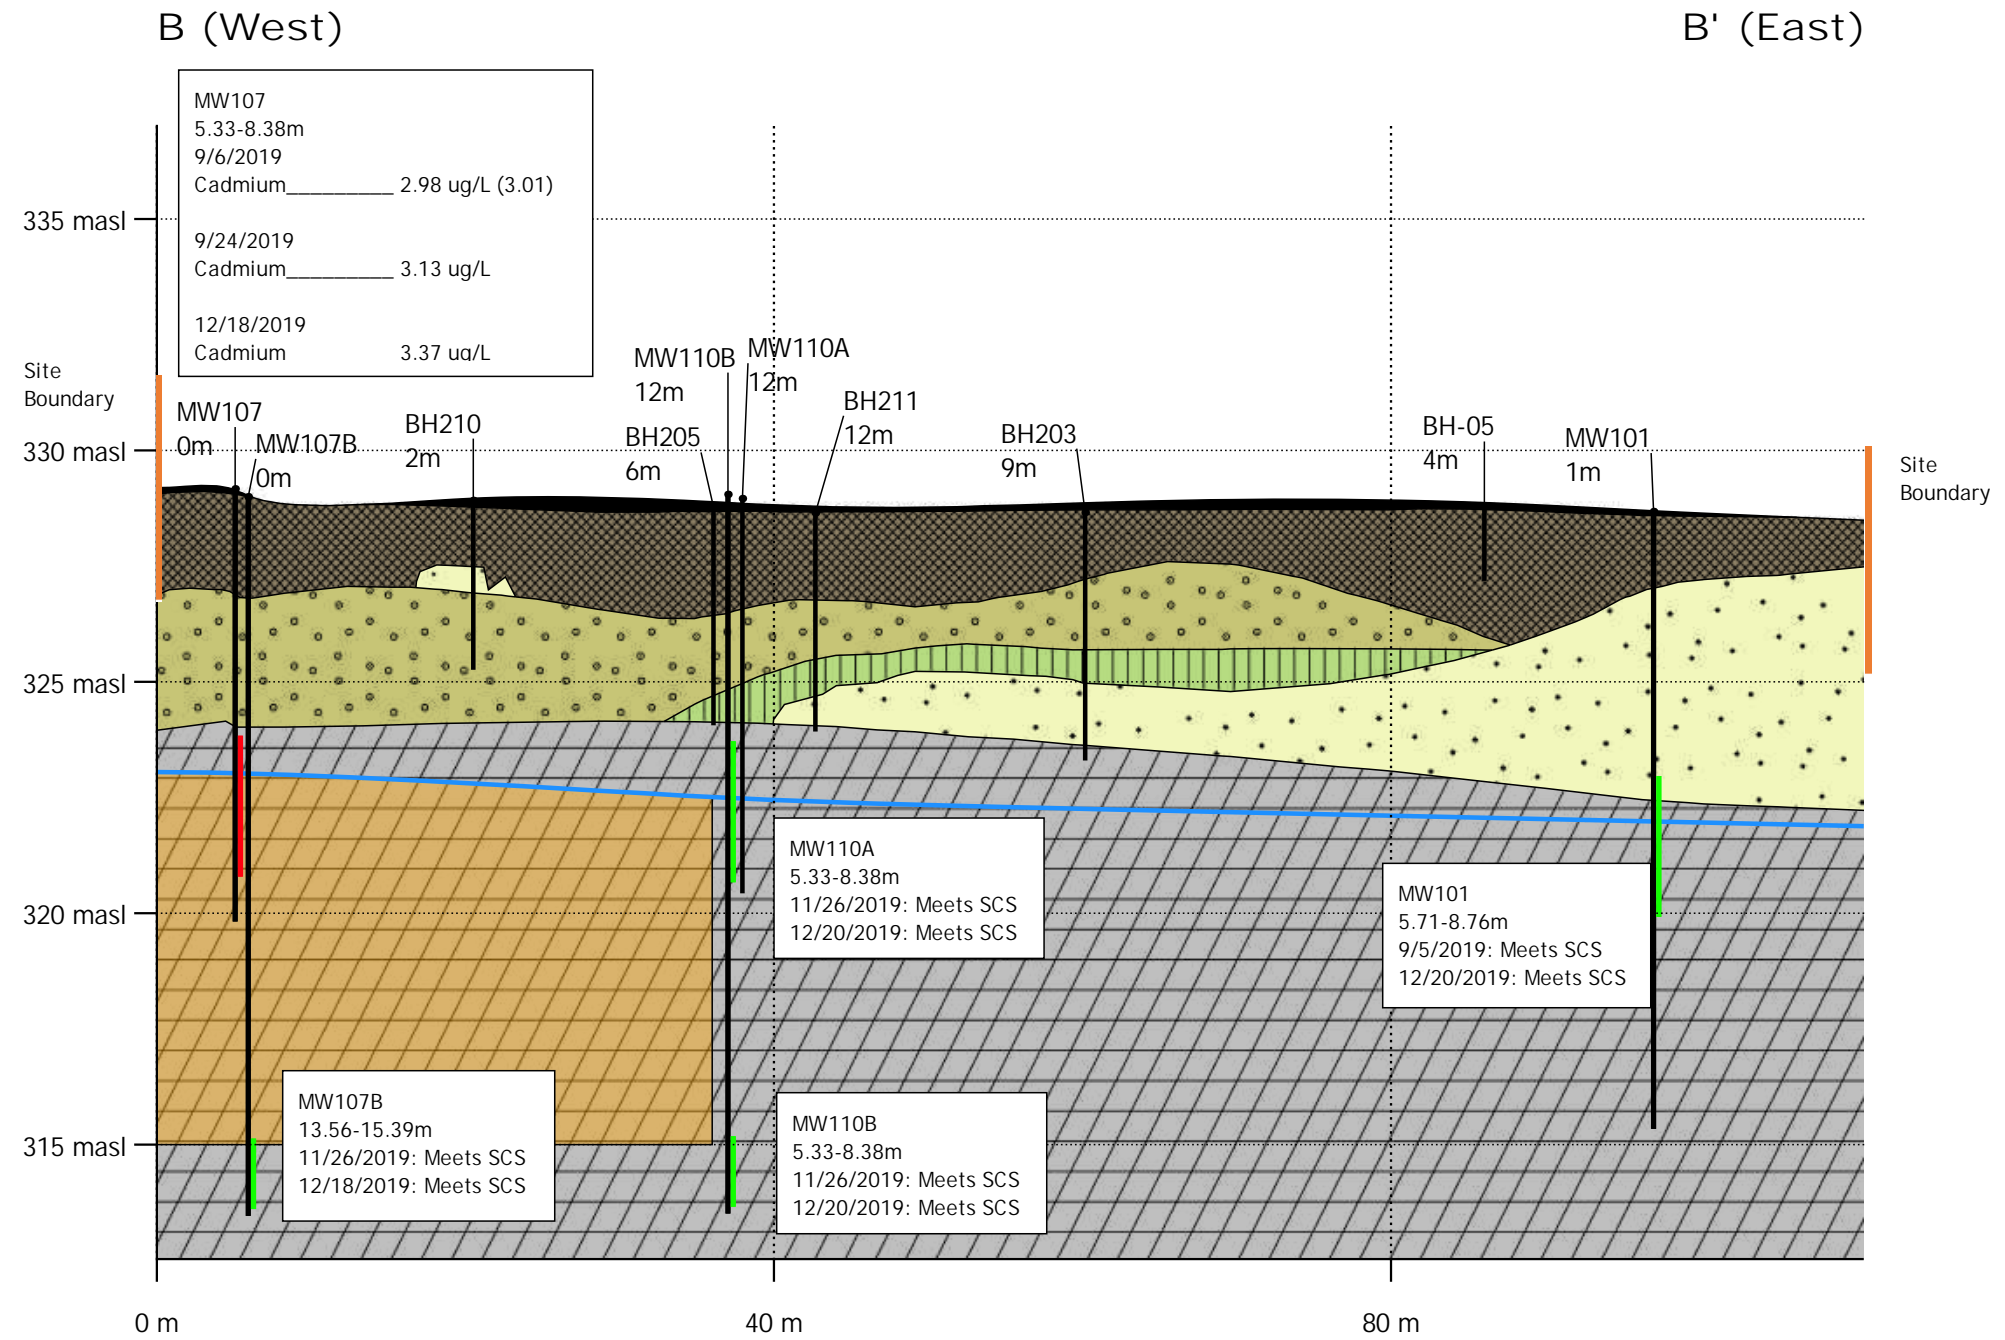 B (West)
B' (East)
MW107
5.33-8.38m
9/6/2019
Cadmium_________ 2.98 ug/L (3.01)
9/24/2019
Cadmium_________ 3.13 ug/L
12/18/2019
Cadmium 3.37 ug/L
335 masl
330 masl
325 masl
320 masl
315 masl
Site
Boundary
MW107
0m
MW107B
0m
BH210
2m
BH205
6m
MW110B
12m
MW110A
12m
BH211
12m
BH203
9m
BH-05
4m
MW101
1m
Site
Boundary
MW110A
5.33-8.38m
11/26/2019: Meets SCS
12/20/2019: Meets SCS
MW101
5.71-8.76m
9/5/2019: Meets SCS
12/20/2019: Meets SCS
MW107B
13.56-15.39m
11/26/2019: Meets SCS
12/18/2019: Meets SCS
MW110B
5.33-8.38m
11/26/2019: Meets SCS
12/20/2019: Meets SCS
0 m
40 m
80 m